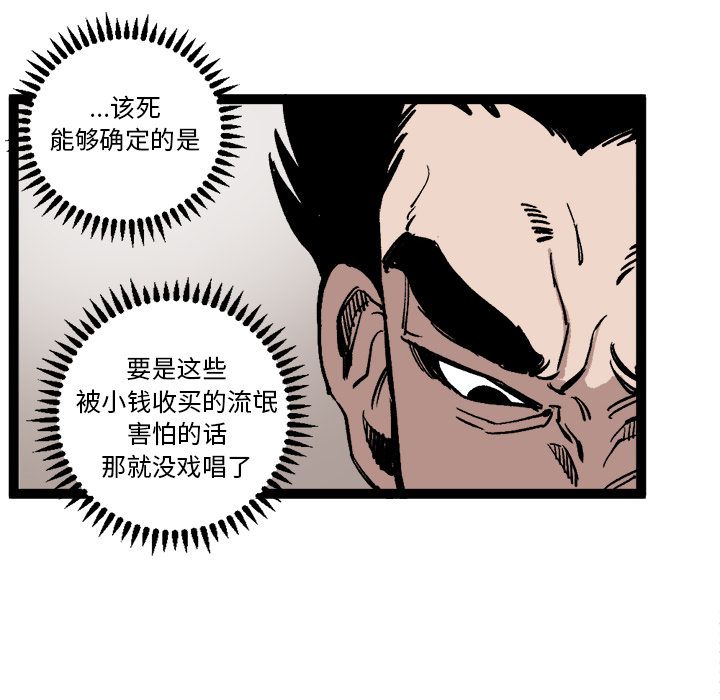 ...该死
能够确定的是
要是这些
被小钱收买的流氓
害怕的话
那就没戏唱了